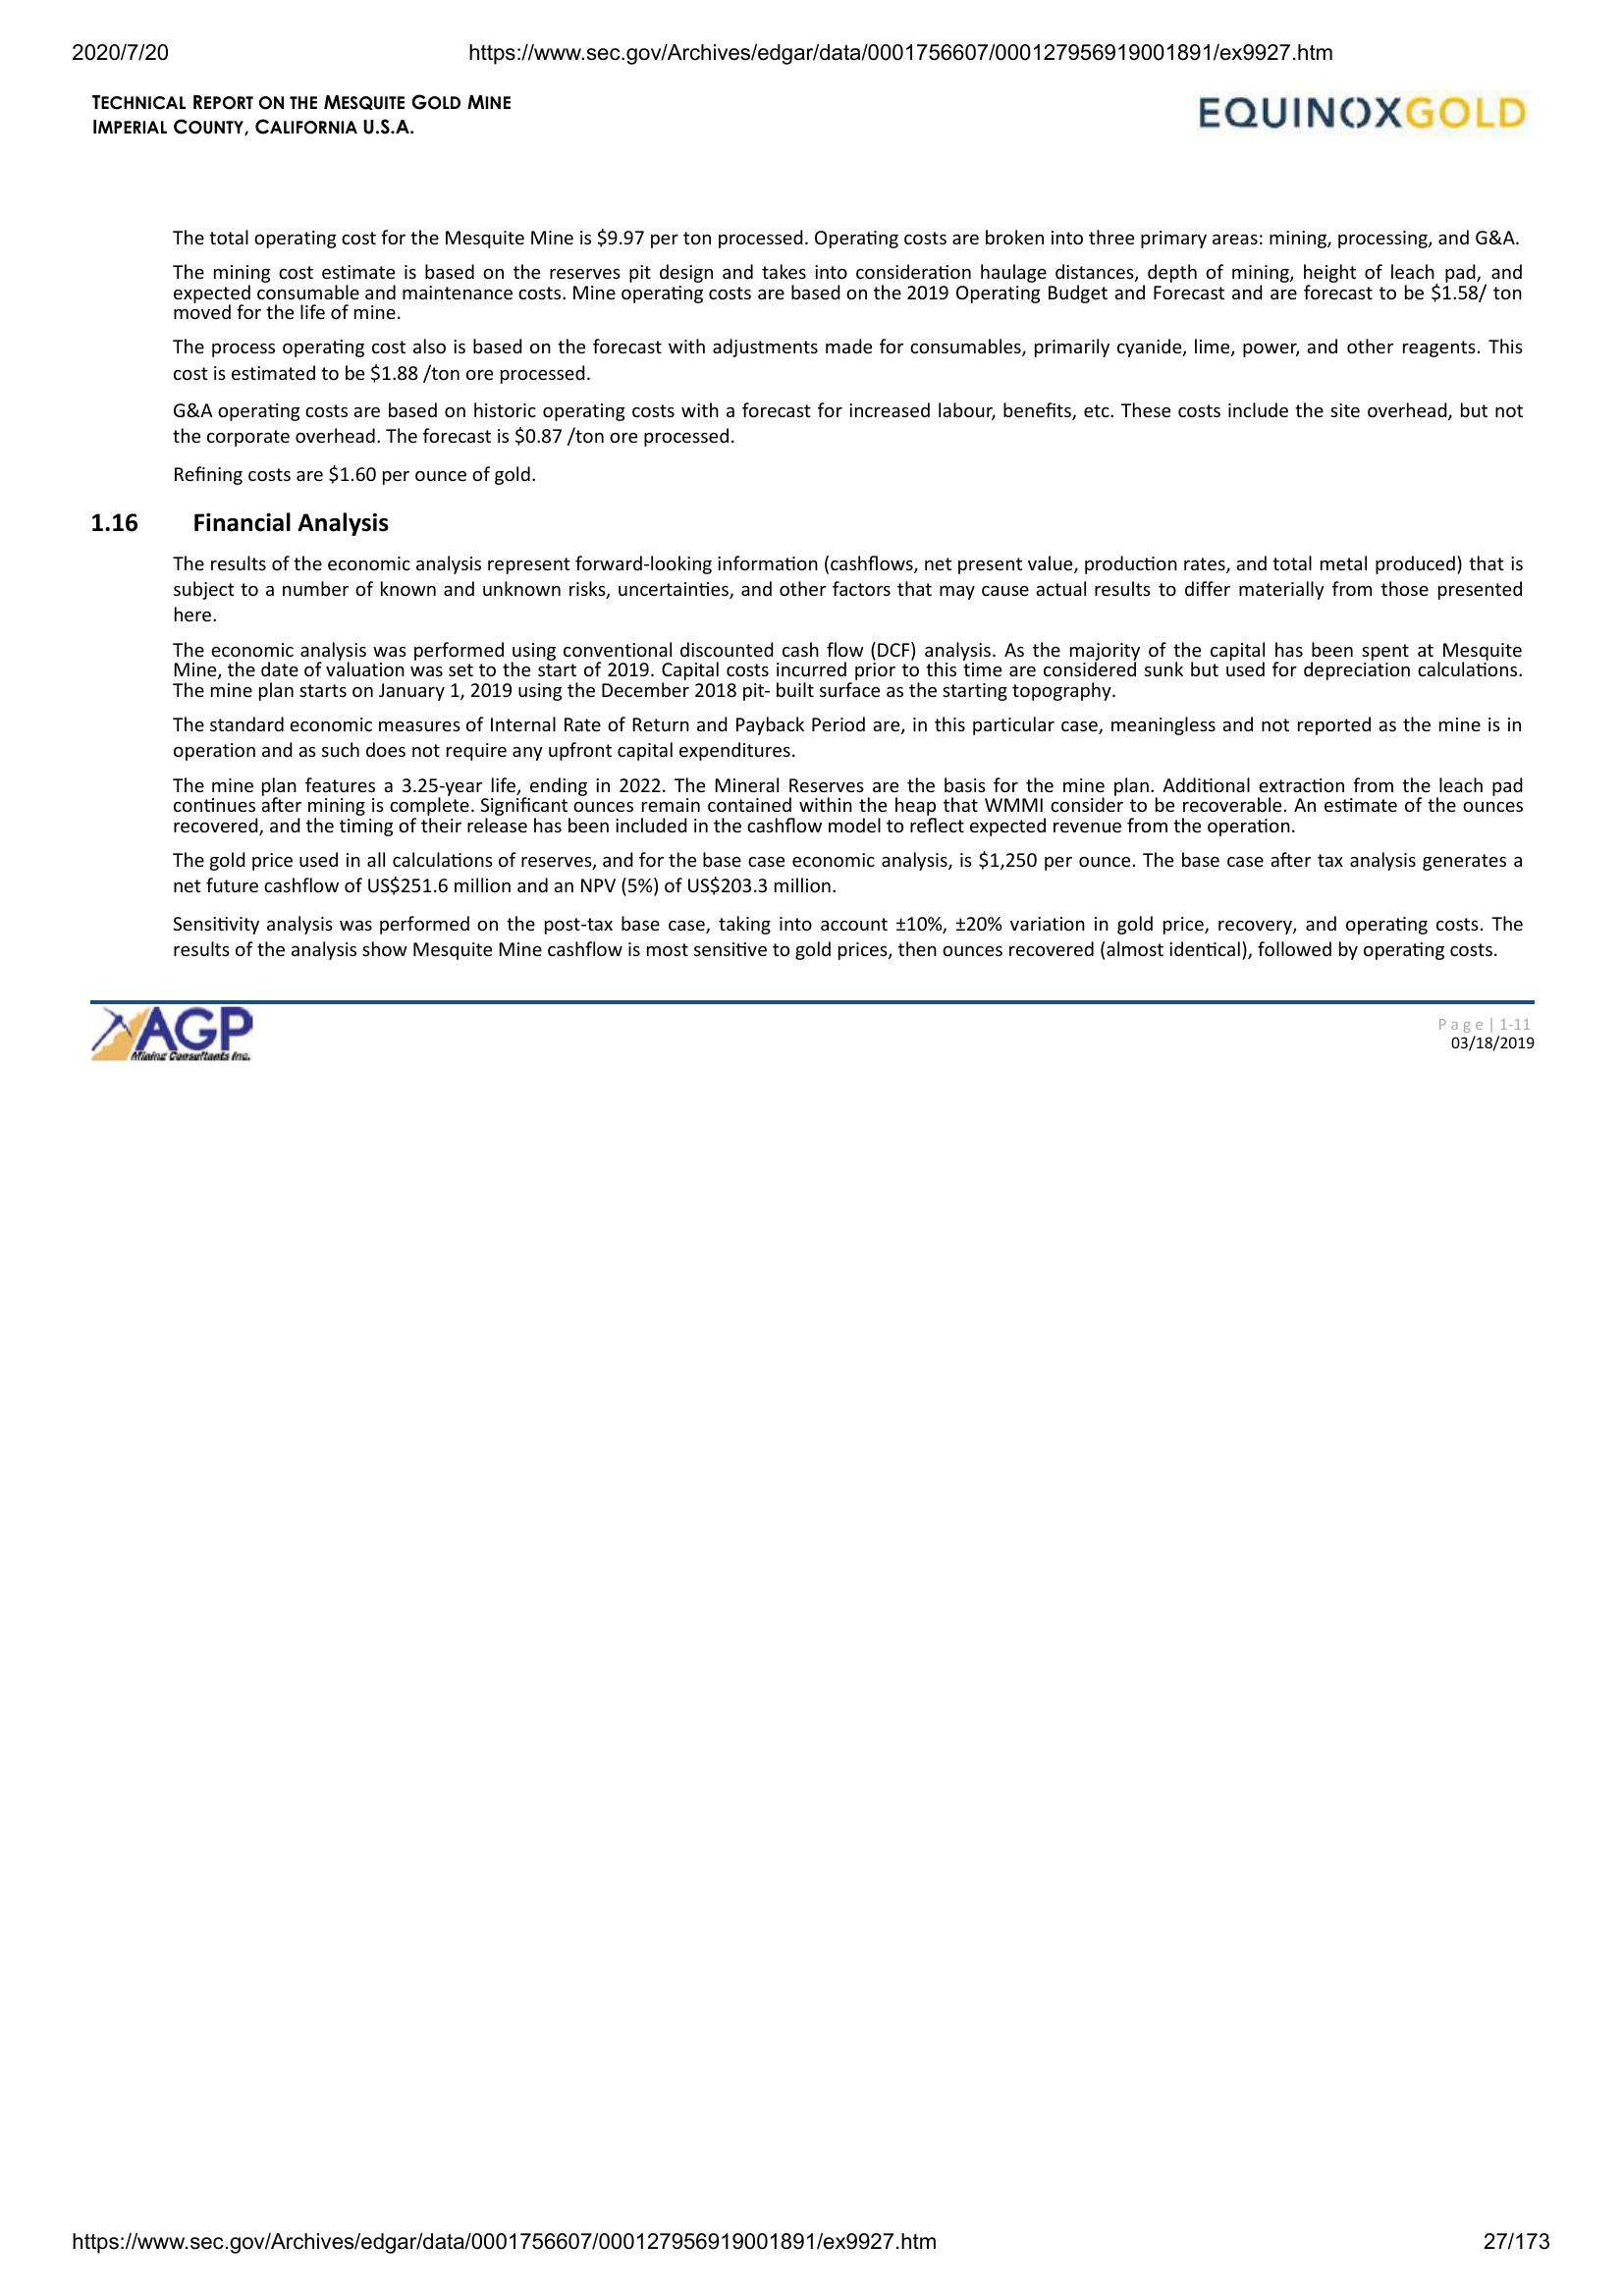 2020/7/20 https://www.sec.gov/Archives/edgar/data/0001756607/000127956919001891/ex9927.htm
TECHNICAL REPORT ON THE MESQUITE GOLD MINE
IMPERIAL COUNTY, CALIFORNIA U.S.A.
EQUINOXGOLD
The total operating cost for the Mesquite Mine is $9.97 per ton processed. Operating costs are broken into three primary areas: mining, processing, and G&A.
The mining cost estimate is based on the reserves pit design and takes into consideration haulage distances, depth of mining, height of leach pad, and
expected consumable and maintenance costs. Mine operating costs are based on the 2019 Operating Budget and Forecast and are forecast to be $1.58/ ton
moved for the life of mine.
The process operating cost also is based on the forecast with adjustments made for consumables, primarily cyanide, lime, power, and other reagents. This
cost is estimated to be $1.88 /ton ore processed.
G&A operating costs are based on historic operating costs with a forecast for increased labour, benefits, etc. These costs include the site overhead, but not
the corporate overhead. The forecast is $0.87 /ton ore processed.
Refining costs are $1.60 per ounce of gold.
1.16 Financial Analysis
The results of the economic analysis represent forward-looking information (cashflows, net present value, production rates, and total metal produced) that is
subject to a number of known and unknown risks, uncertainties, and other factors that may cause actual results to differ materially from those presented
here.
The economic analysis was performed using conventional discounted cash flow (DCF) analysis. As the majority of the capital has been spent at Mesquite
Mine, the date of valuation was set to the start of 2019. Capital costs incurred prior to this time are considered sunk but used for depreciation calculations.
The mine plan starts on January 1, 2019 using the December 2018 pit- built surface as the starting topography.
The standard economic measures of Internal Rate of Return and Payback Period are, in this particular case, meaningless and not reported as the mine is in
operation and as such does not require any upfront capital expenditures.
The mine plan features a 3.25-year life, ending in 2022. The Mineral Reserves are the basis for the mine plan. Additional extraction from the leach pad
continues after mining is complete. Significant ounces remain contained within the heap that WMMI consider to be recoverable. An estimate of the ounces
recovered, and the timing of their release has been included in the cashflow model to reflect expected revenue from the operation.
The gold price used in all calculations of reserves, and for the base case economic analysis, is $1,250 per ounce. The base case after tax analysis generates a
net future cashflow of US$251.6 million and an NPV (5%) of US$203.3 million.
Sensitivity analysis was performed on the post-tax base case, taking into account ±10%, ±20% variation in gold price, recovery, and operating costs. The
results of the analysis show Mesquite Mine cashflow is most sensitive to gold prices, then ounces recovered (almost identical), followed by operating costs.
AGP
Mining Consultants Inc.
Page | 1-11
03/18/2019
https://www.sec.gov/Archives/edgar/data/0001756607/000127956919001891/ex9927.htm 27/173